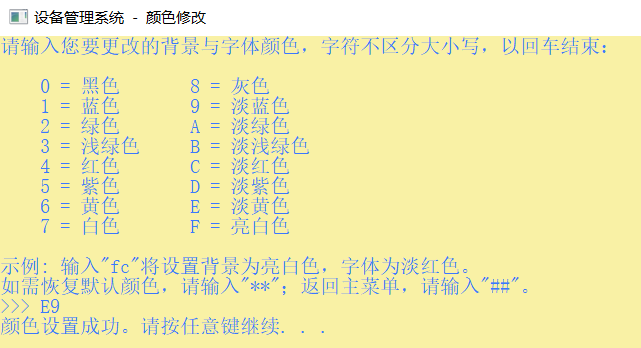 设备管理系统 - 颜色修改
请输入您要更改的背景与字体颜色，字符不区分大小写，以回车结束：
0 = 黑色 8 = 灰色
1 = 蓝色 9 = 淡蓝色
2 = 绿色 A = 淡绿色
3 = 浅绿色 B = 淡浅绿色
4 = 红色 C = 淡红色
5 = 紫色 D = 淡紫色
6 = 黄色 E = 淡黄色
7 = 白色 F = 亮白色
示例: 输入"fc"将设置背景为亮白色，字体为淡红色。
如需恢复默认颜色，请输入"**"；返回主菜单，请输入"##"。
>>> E9
颜色设置成功。请按任意键继续. . .